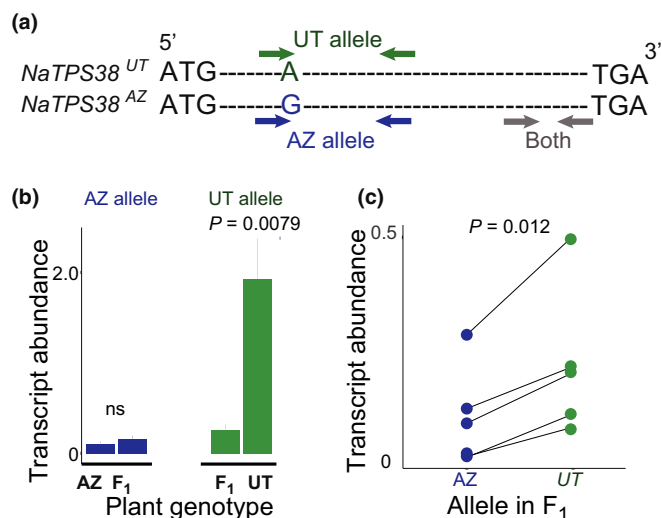 (a)
5’
UT allele
3’
NaTPS38 UT ATG------A------------------------TGA
NaTPS38 AZ ATG------G------------------------TGA
AZ allele
Both
(b)
AZ allele
UT allele
P = 0.0079
Transcript abundance
2.0
0
ns
AZ F1
F1 UT
Plant genotype
(c)
P = 0.012
Transcript abundance
0.5
0
AZ
UT
Allele in F1